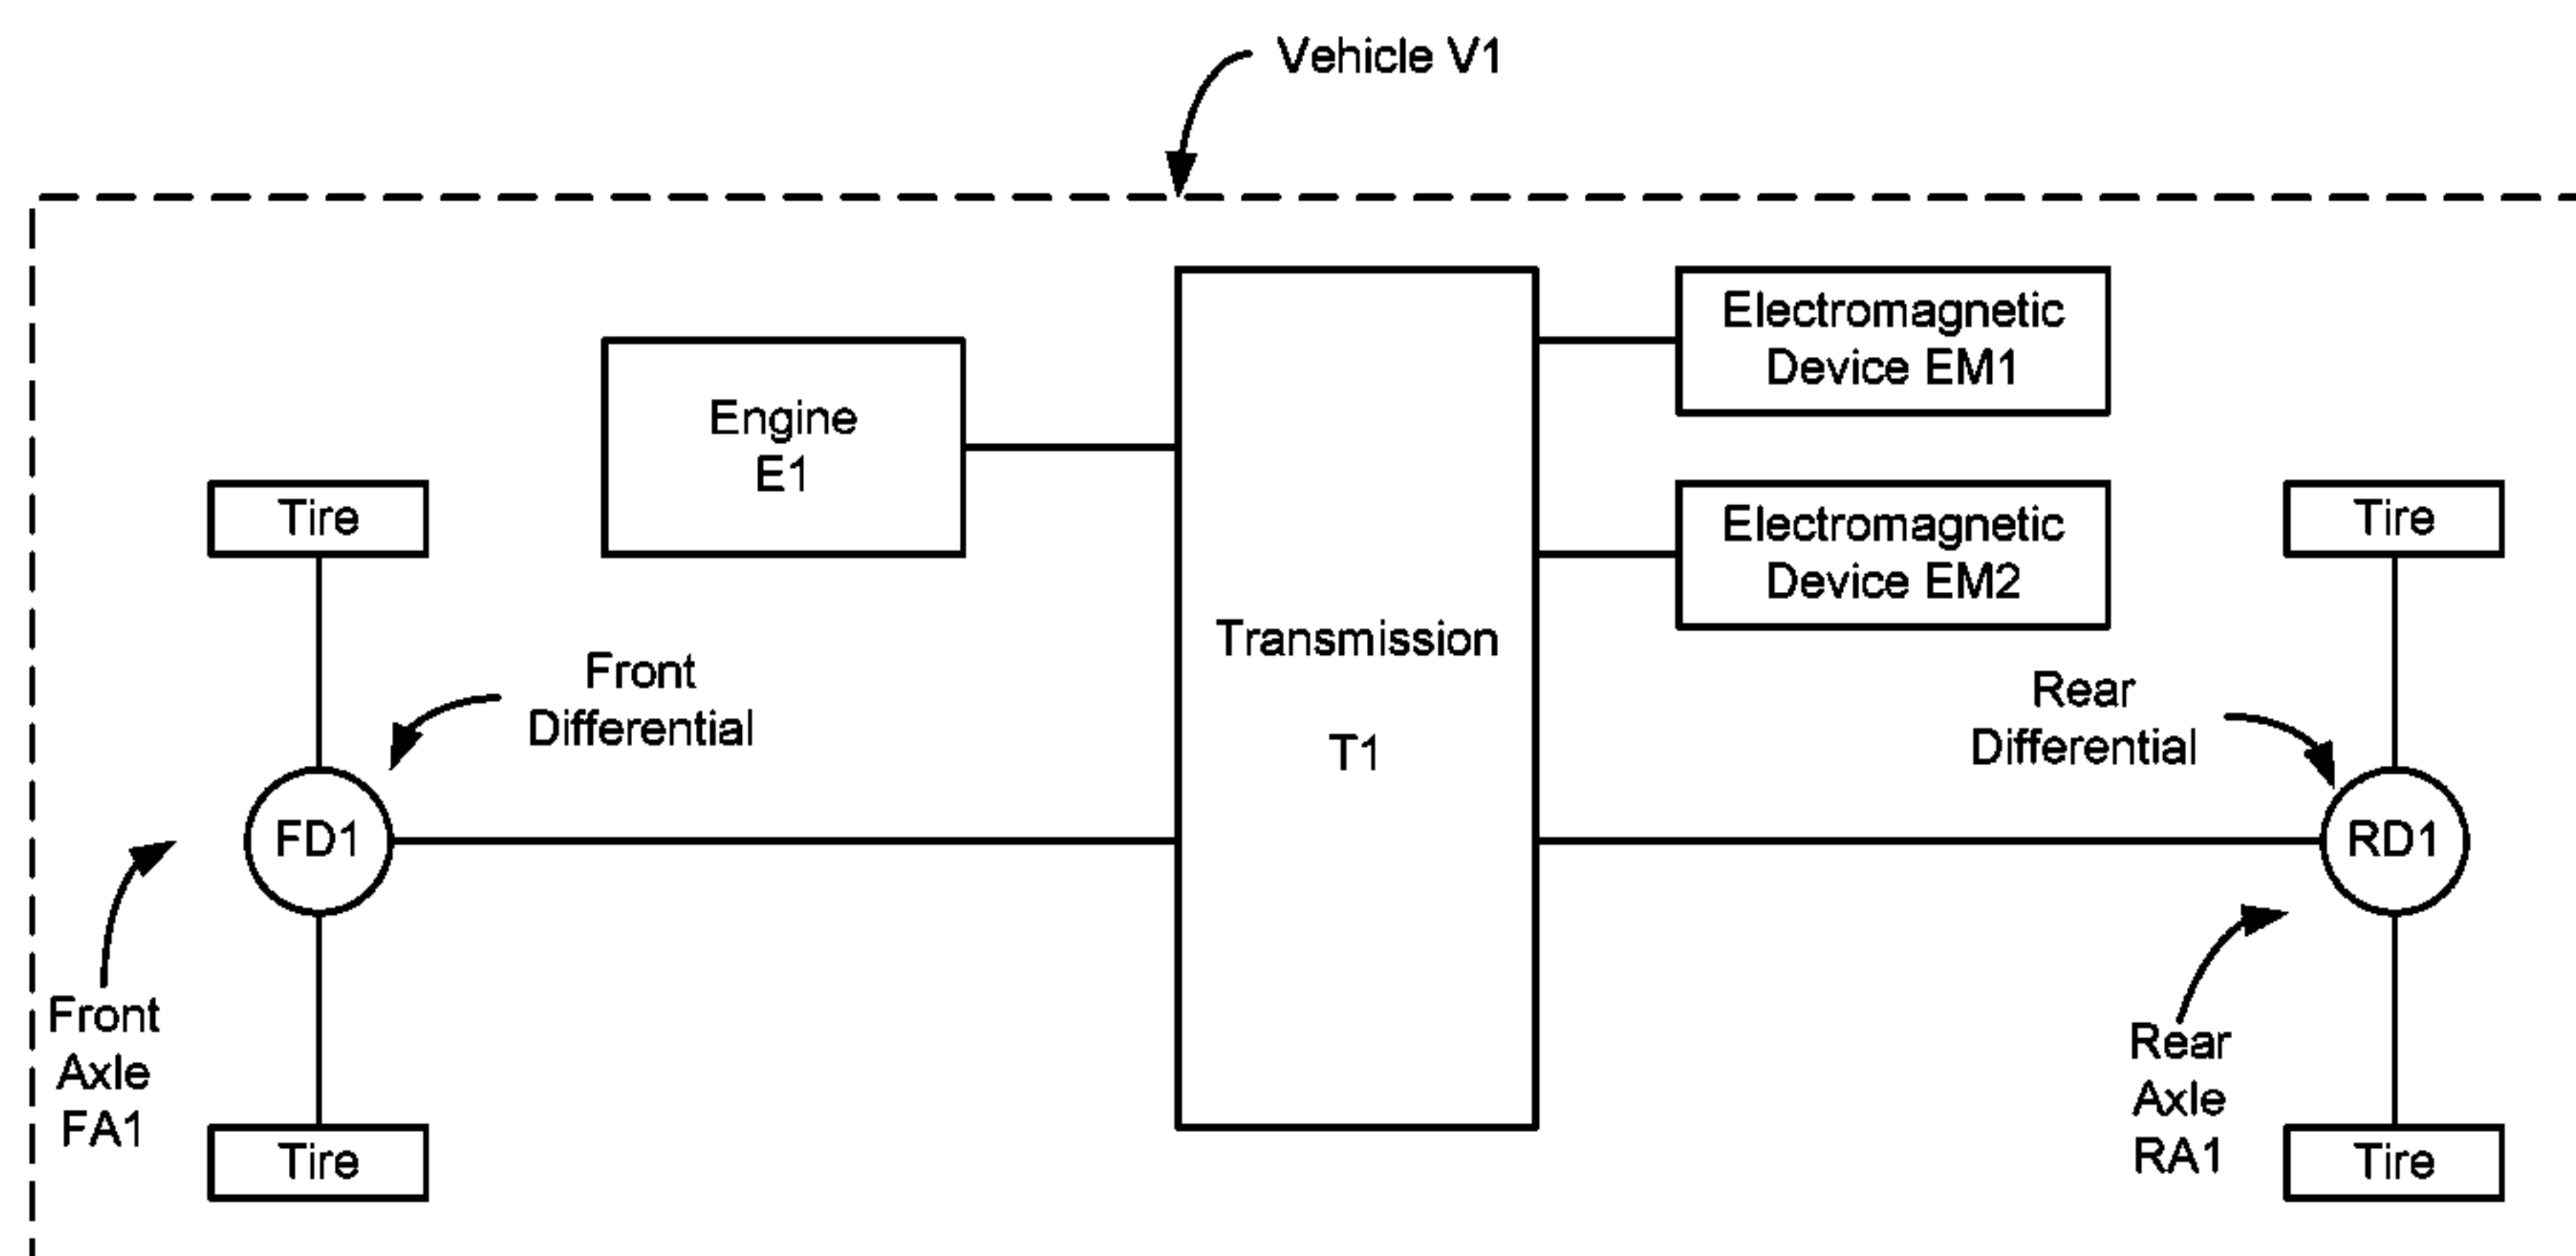 Vehicle V1
Electromagnetic
Device EM1
Engine
E1
Tire
Electromagnetic
Device EM2
Tire
Transmission
T1
Front
Differential
Rear
Differential
FD1
RD1
Front
Axle
FA1
Rear
Axle
RA1
Tire
Tire